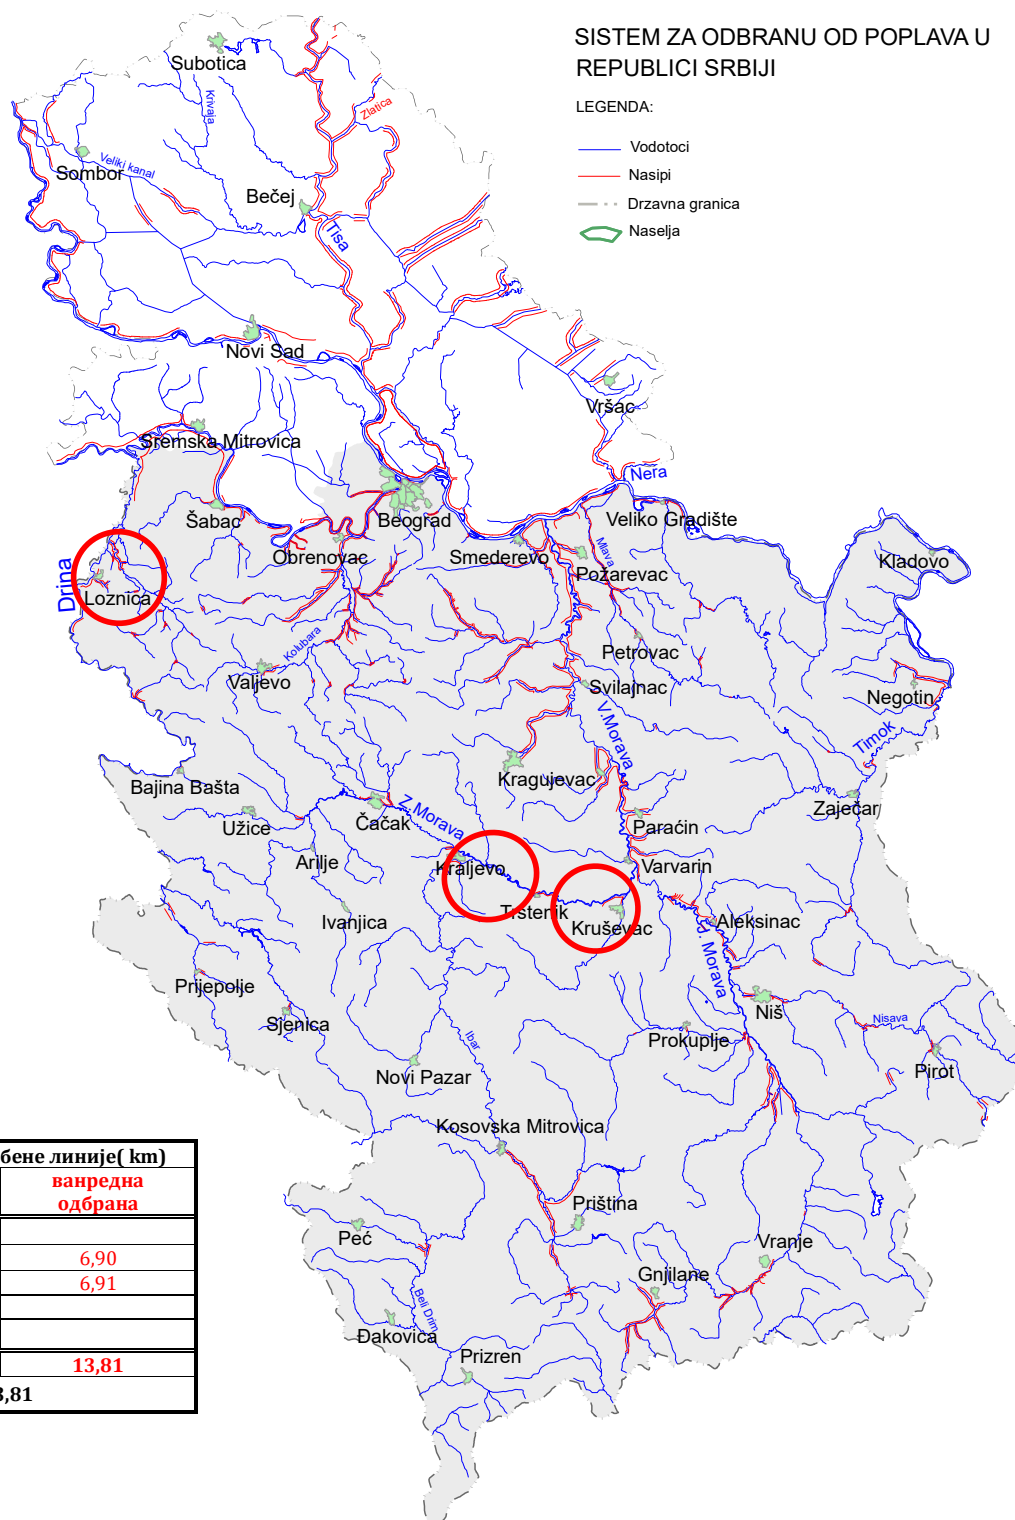 SISTEM ZA ODBRANU OD POPLAVA U
REPUBLICI SRBIJI
LEGENDA:
Vodotoci
Nasipi
Drzavna granica
Naselja
Subotica
Krivaja
Zlatica
Sombor
Veliki kanal
Bečej
Tisa
Novi Sad
Vršac
Sremska Mitrovica
Nera
Šabac
Beograd
Veliko Gradište
Obrenovac
Smederevo
Mlava
Kladovo
Drina
Požarevac
Loznica
Kolubara
Petrovac
Valjevo
Svilajnac
Negotin
V.Morava
Timok
Bajina Bašta
Kragujevac
Z.Morava
Čačak
Zaječar
Užice
Paraćin
Arilje
Kraljevo
Varvarin
Ivanjica
Trstenik
Kruševac
Aleksinac
J. Morava
Prijepolje
Sjenica
Niš
Nisava
Ibar
Prokuplje
Pirot
Novi Pazar
Kosovska Mitrovica
бене линије( km)
ванредна
одбрана
6,90
6,91
13,81
3,81
Priština
Peć
Vranje
Gnjilane
Beli Drim
Đakovica
Prizren